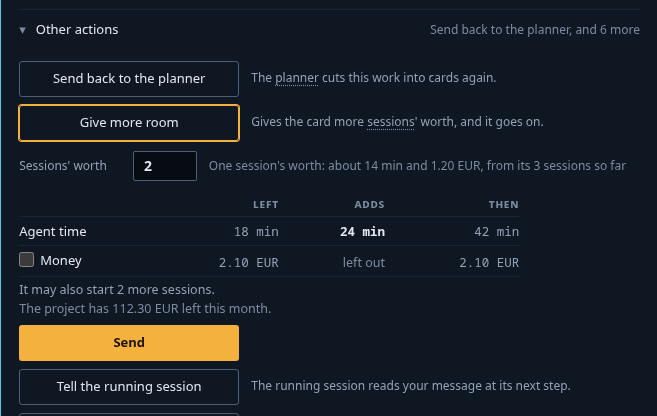 ▾ Other actions Send back to the planner, and 6 more
Send back to the planner The planner cuts this work into cards again.
Give more room Gives the card more sessions' worth, and it goes on.
Sessions' worth 2 One session's worth: about 14 min and 1.20 EUR, from its 3 sessions so far
LEFT ADDS THEN
Agent time 18 min 24 min 42 min
Money 2.10 EUR left out 2.10 EUR
It may also start 2 more sessions.
The project has 112.30 EUR left this month.
Send
Tell the running session The running session reads your message at its next step.